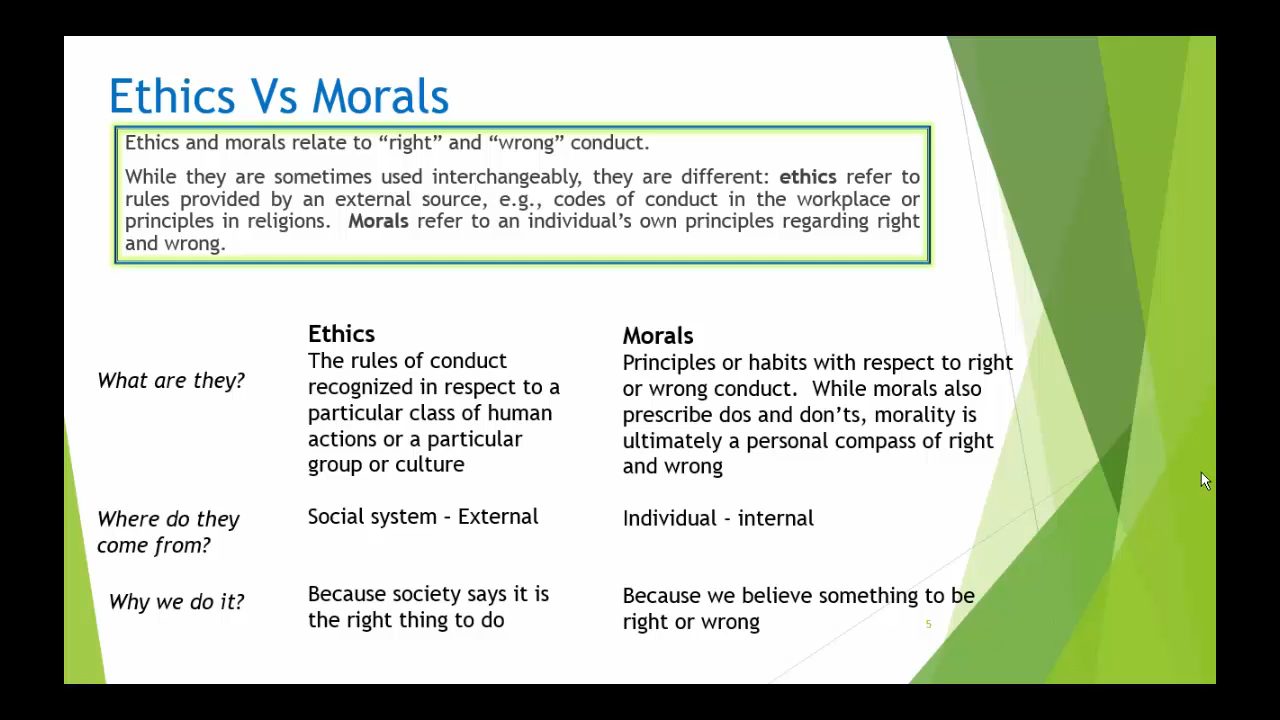 Ethics Vs Morals
Ethics and morals relate to “right” and “wrong” conduct.
While they are sometimes used interchangeably, they are different: ethics refer to
rules provided by an external source, e.g., codes of conduct in the workplace or
principles in religions.  Morals refer to an individual’s own principles regarding right
and wrong.
Ethics
Morals
What are they?
The rules of conduct
recognized in respect to a
particular class of human
actions or a particular
group or culture
Principles or habits with respect to right
or wrong conduct.  While morals also
prescribe dos and don’ts, morality is
ultimately a personal compass of right
and wrong
Where do they
come from?
Social system – External
Individual - internal
Why we do it?
Because society says it is
the right thing to do
Because we believe something to be
right or wrong
5